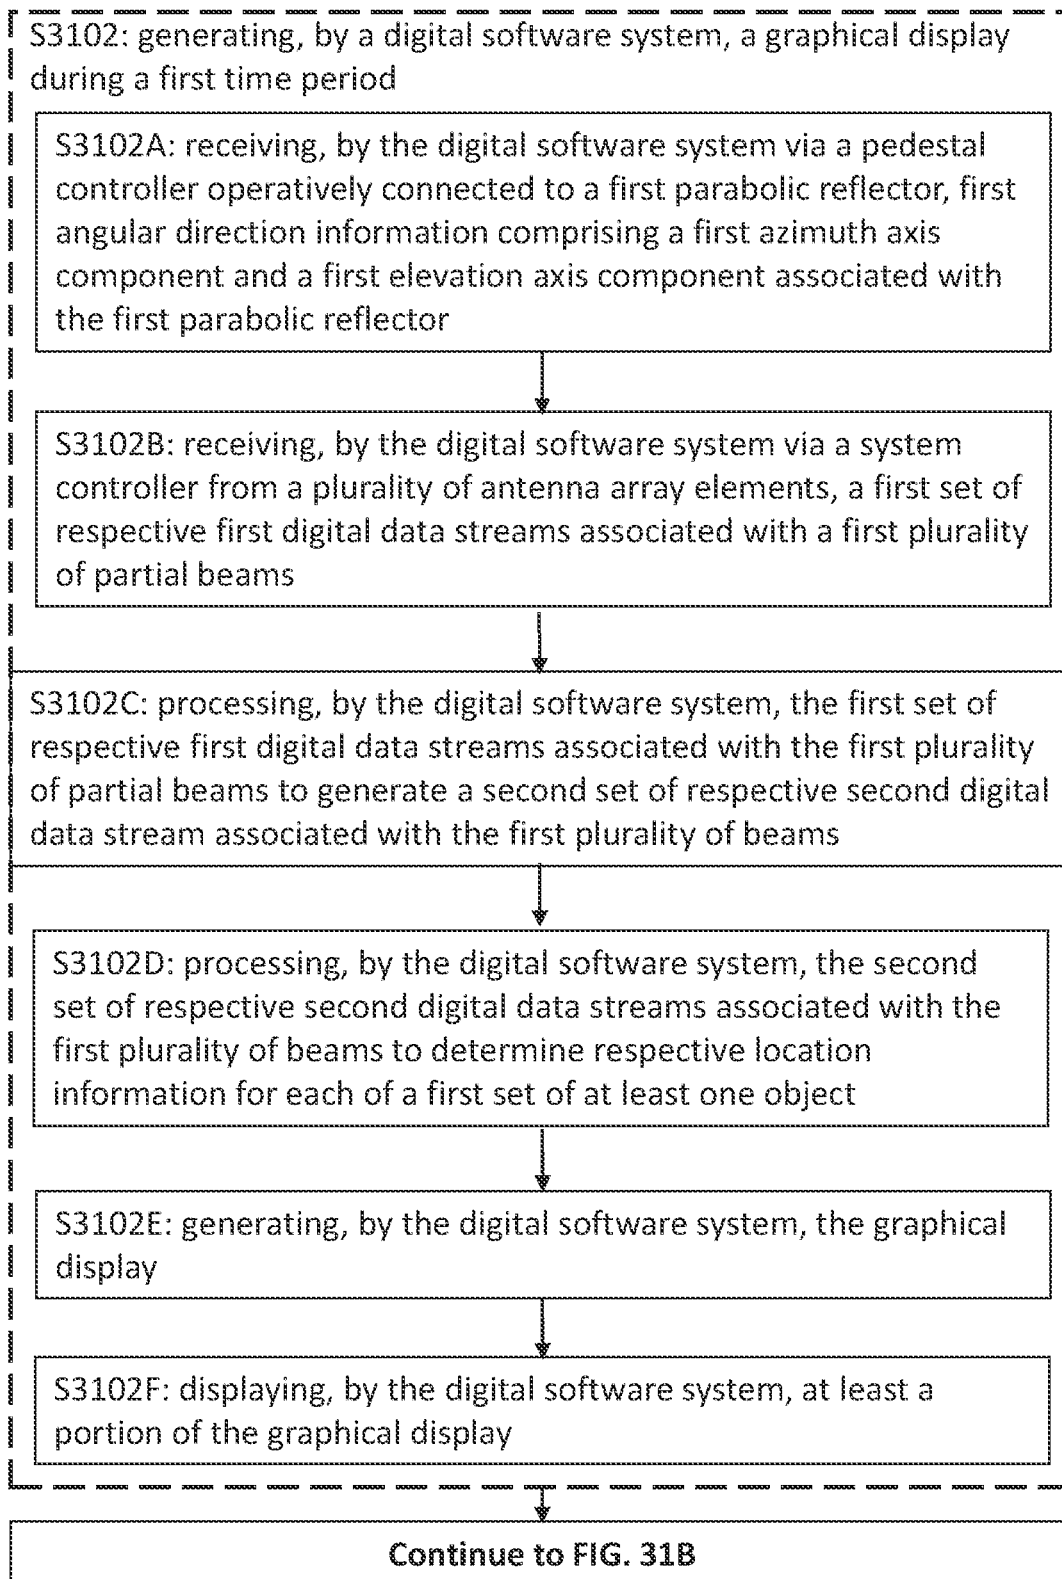 S3102: generating, by a digital software system, a graphical display
during a first time period
S3102A: receiving, by the digital software system via a pedestal
controller operatively connected to a first parabolic reflector, first
angular direction information comprising a first azimuth axis
component and a first elevation axis component associated with
the first parabolic reflector
S3102B: receiving, by the digital software system via a system
controller from a plurality of antenna array elements, a first set of
respective first digital data streams associated with a first plurality
of partial beams
S3102C: processing, by the digital software system, the first set of
respective first digital data streams associated with the first plurality
of partial beams to generate a second set of respective second digital
data stream associated with the first plurality of beams
S3102D: processing, by the digital software system, the second
set of respective second digital data streams associated with the
first plurality of beams to determine respective location
information for each of a first set of at least one object
S3102E: generating, by the digital software system, the graphical
display
S3102F: displaying, by the digital software system, at least a
portion of the graphical display
Continue to FIG. 31B